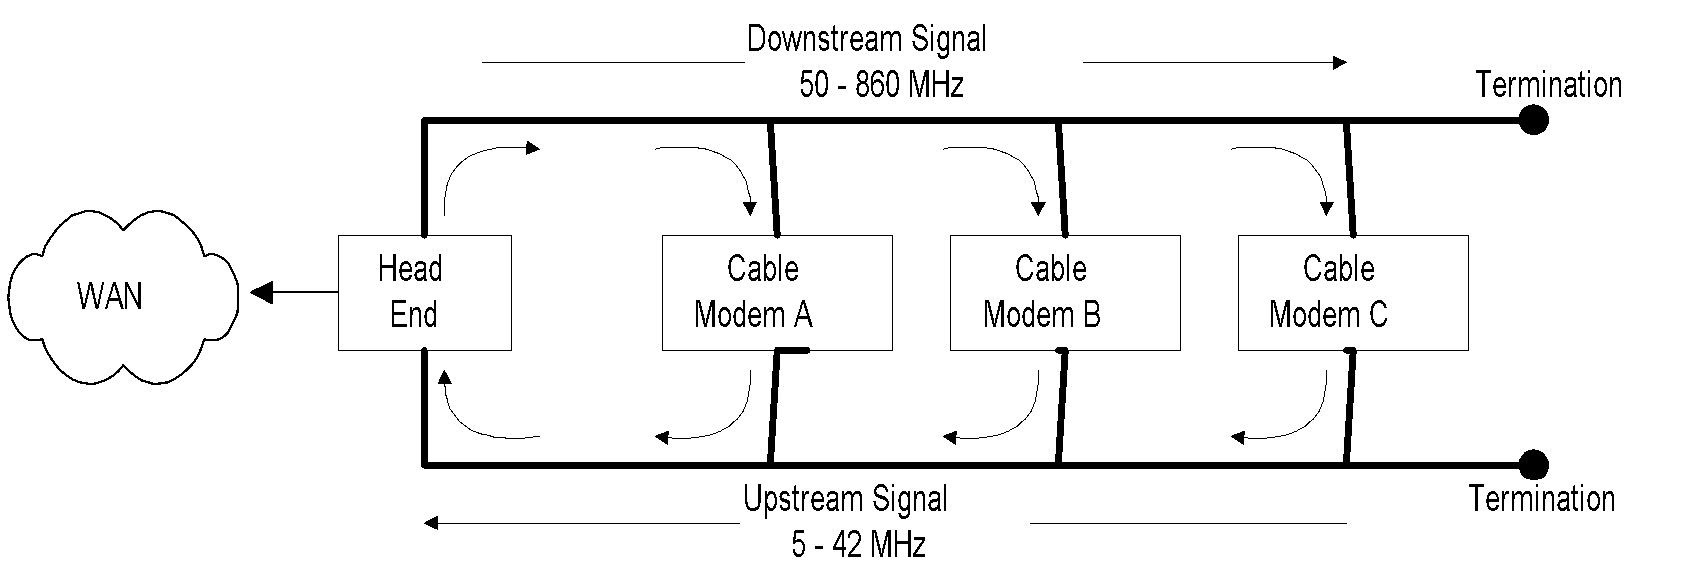 Downstream Signal
50 - 860 MHz
Termination
WAN
Head
End
Cable
Modem A
Cable
Modem B
Cable
Modem C
Upstream Signal
5 - 42 MHz
Termination